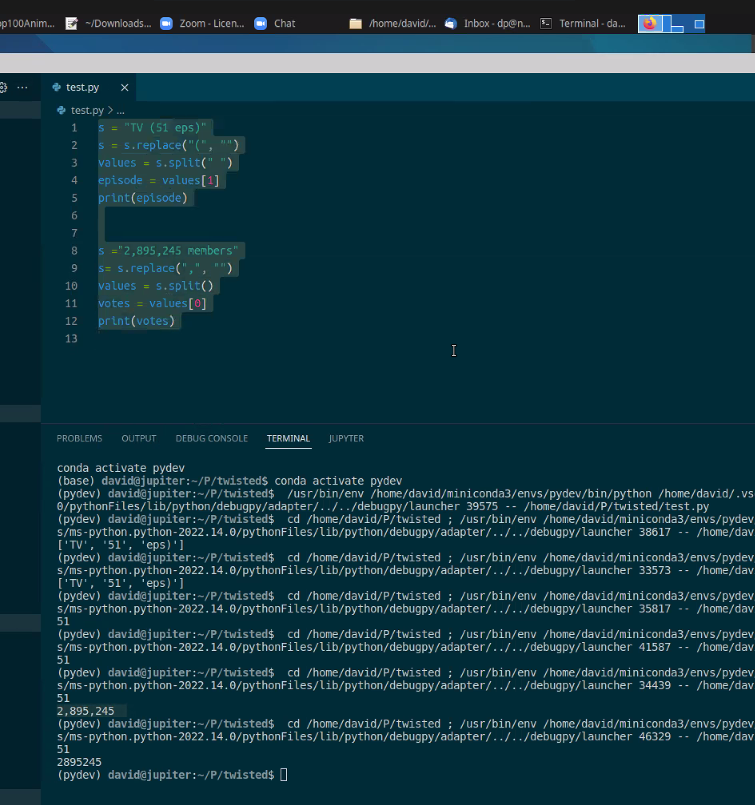 op100Anim... ~/Downloads... Zoom - Licen... Chat /home/david/... Inbox - dp@n... Terminal - da...
test.py
test.py > ...
1 s = "TV (51 eps)"
2 s = s.replace("(", "")
3 values = s.split(" ")
4 episode = values[1]
5 print(episode)
6
7
8 s ="2,895,245 members"
9 s= s.replace(",", "")
10 values = s.split()
11 votes = values[0]
12 print(votes)
13
PROBLEMS OUTPUT DEBUG CONSOLE TERMINAL JUPYTER
conda activate pydev
(base) david@jupiter:~/P/twisted$ conda activate pydev
(pydev) david@jupiter:~/P/twisted$ /usr/bin/env /home/david/miniconda3/envs/pydev/bin/python /home/david/.vs
0/pythonFiles/lib/python/debugpy/adapter/../../debugpy/launcher 39575 -- /home/david/P/twisted/test.py
(pydev) david@jupiter:~/P/twisted$ cd /home/david/P/twisted ; /usr/bin/env /home/david/miniconda3/envs/pydev
s/ms-python.python-2022.14.0/pythonFiles/lib/python/debugpy/adapter/../../debugpy/launcher 38617 -- /home/dav
['TV', '51', 'eps)']
(pydev) david@jupiter:~/P/twisted$ cd /home/david/P/twisted ; /usr/bin/env /home/david/miniconda3/envs/pydev
s/ms-python.python-2022.14.0/pythonFiles/lib/python/debugpy/adapter/../../debugpy/launcher 33573 -- /home/dav
['TV', '51', 'eps)']
(pydev) david@jupiter:~/P/twisted$ cd /home/david/P/twisted ; /usr/bin/env /home/david/miniconda3/envs/pydev
s/ms-python.python-2022.14.0/pythonFiles/lib/python/debugpy/adapter/../../debugpy/launcher 35817 -- /home/dav
51
(pydev) david@jupiter:~/P/twisted$ cd /home/david/P/twisted ; /usr/bin/env /home/david/miniconda3/envs/pydev
s/ms-python.python-2022.14.0/pythonFiles/lib/python/debugpy/adapter/../../debugpy/launcher 41587 -- /home/dav
51
(pydev) david@jupiter:~/P/twisted$ cd /home/david/P/twisted ; /usr/bin/env /home/david/miniconda3/envs/pydev
s/ms-python.python-2022.14.0/pythonFiles/lib/python/debugpy/adapter/../../debugpy/launcher 34439 -- /home/dav
51
2,895,245
(pydev) david@jupiter:~/P/twisted$ cd /home/david/P/twisted ; /usr/bin/env /home/david/miniconda3/envs/pydev
s/ms-python.python-2022.14.0/pythonFiles/lib/python/debugpy/adapter/../../debugpy/launcher 46329 -- /home/dav
51
2895245
(pydev) david@jupiter:~/P/twisted$